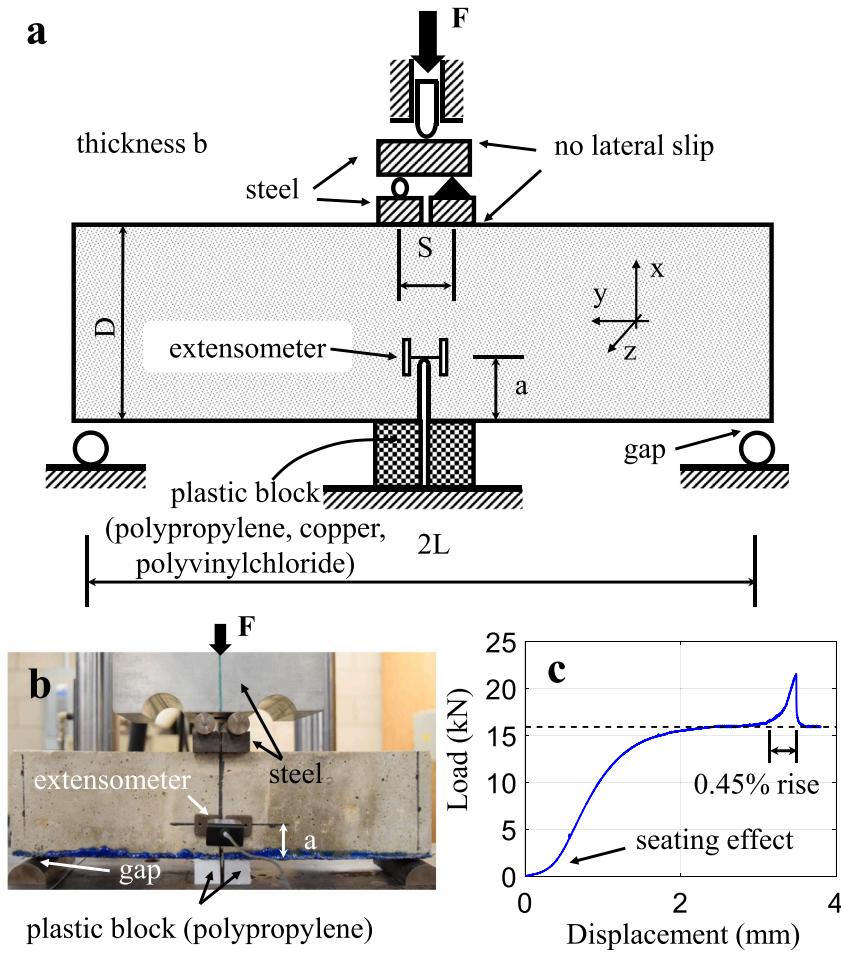 a
F
thickness b
no lateral slip
steel
S
x
y
z
D
extensometer
a
gap
plastic block
(polypropylene, copper,
polyvinylchloride)
2L
b
F
steel
extensometer
a
gap
plastic block (polypropylene)
c
Load (kN)
25
20
15
10
5
0
0.45% rise
seating effect
0 2 4
Displacement (mm)